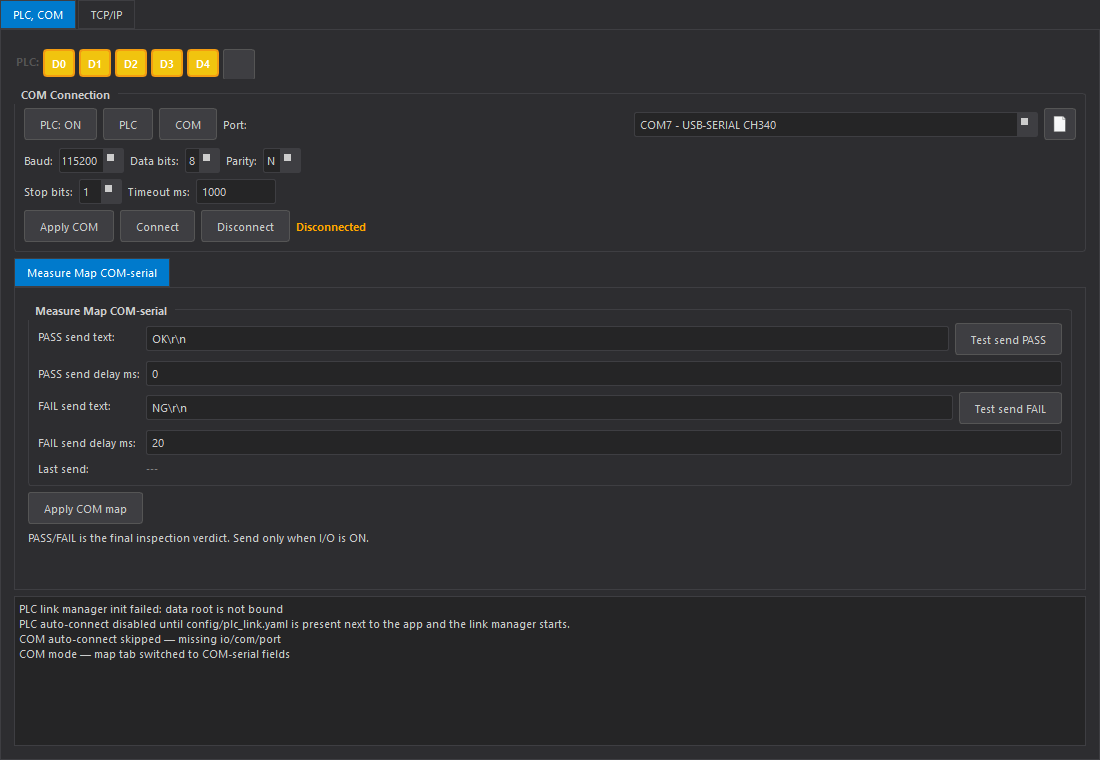 PLC, COM TCP/IP
PLC: D0 D1 D2 D3 D4
COM Connection
PLC: ON PLC COM Port: COM7 - USB-SERIAL CH340
Baud: 115200 Data bits: 8 Parity: N
Stop bits: 1 Timeout ms: 1000
Apply COM Connect Disconnect Disconnected
Measure Map COM-serial
Measure Map COM-serial
PASS send text: OK\r\n Test send PASS
PASS send delay ms: 0
FAIL send text: NG\r\n Test send FAIL
FAIL send delay ms: 20
Last send: ---
Apply COM map
PASS/FAIL is the final inspection verdict. Send only when I/O is ON.
PLC link manager init failed: data root is not bound
PLC auto-connect disabled until config/plc_link.yaml is present next to the app and the link manager starts.
COM auto-connect skipped — missing io/com/port
COM mode — map tab switched to COM-serial fields